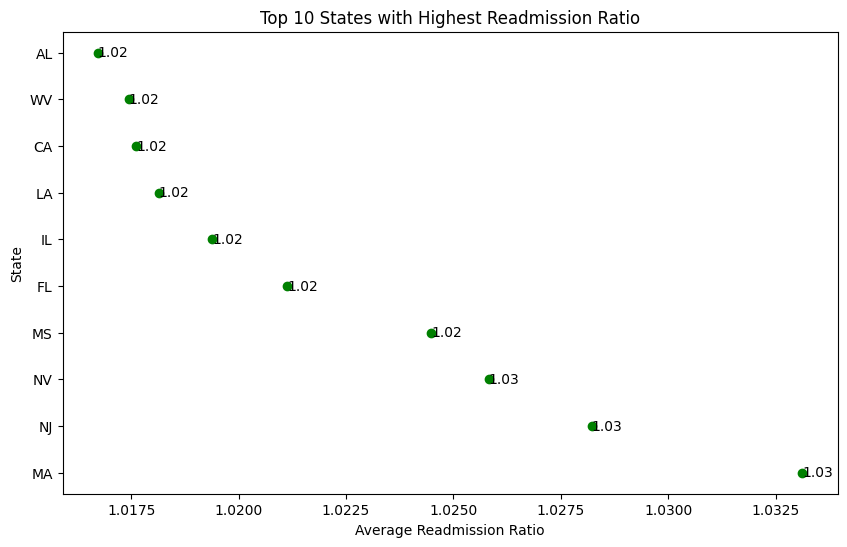 Top 10 States with Highest Readmission Ratio
State
AL
1.02
WV
1.02
CA
1.02
LA
1.02
IL
1.02
FL
1.02
MS
1.02
NV
1.03
NJ
1.03
MA
1.03
1.0175 1.0200 1.0225 1.0250 1.0275 1.0300 1.0325
Average Readmission Ratio